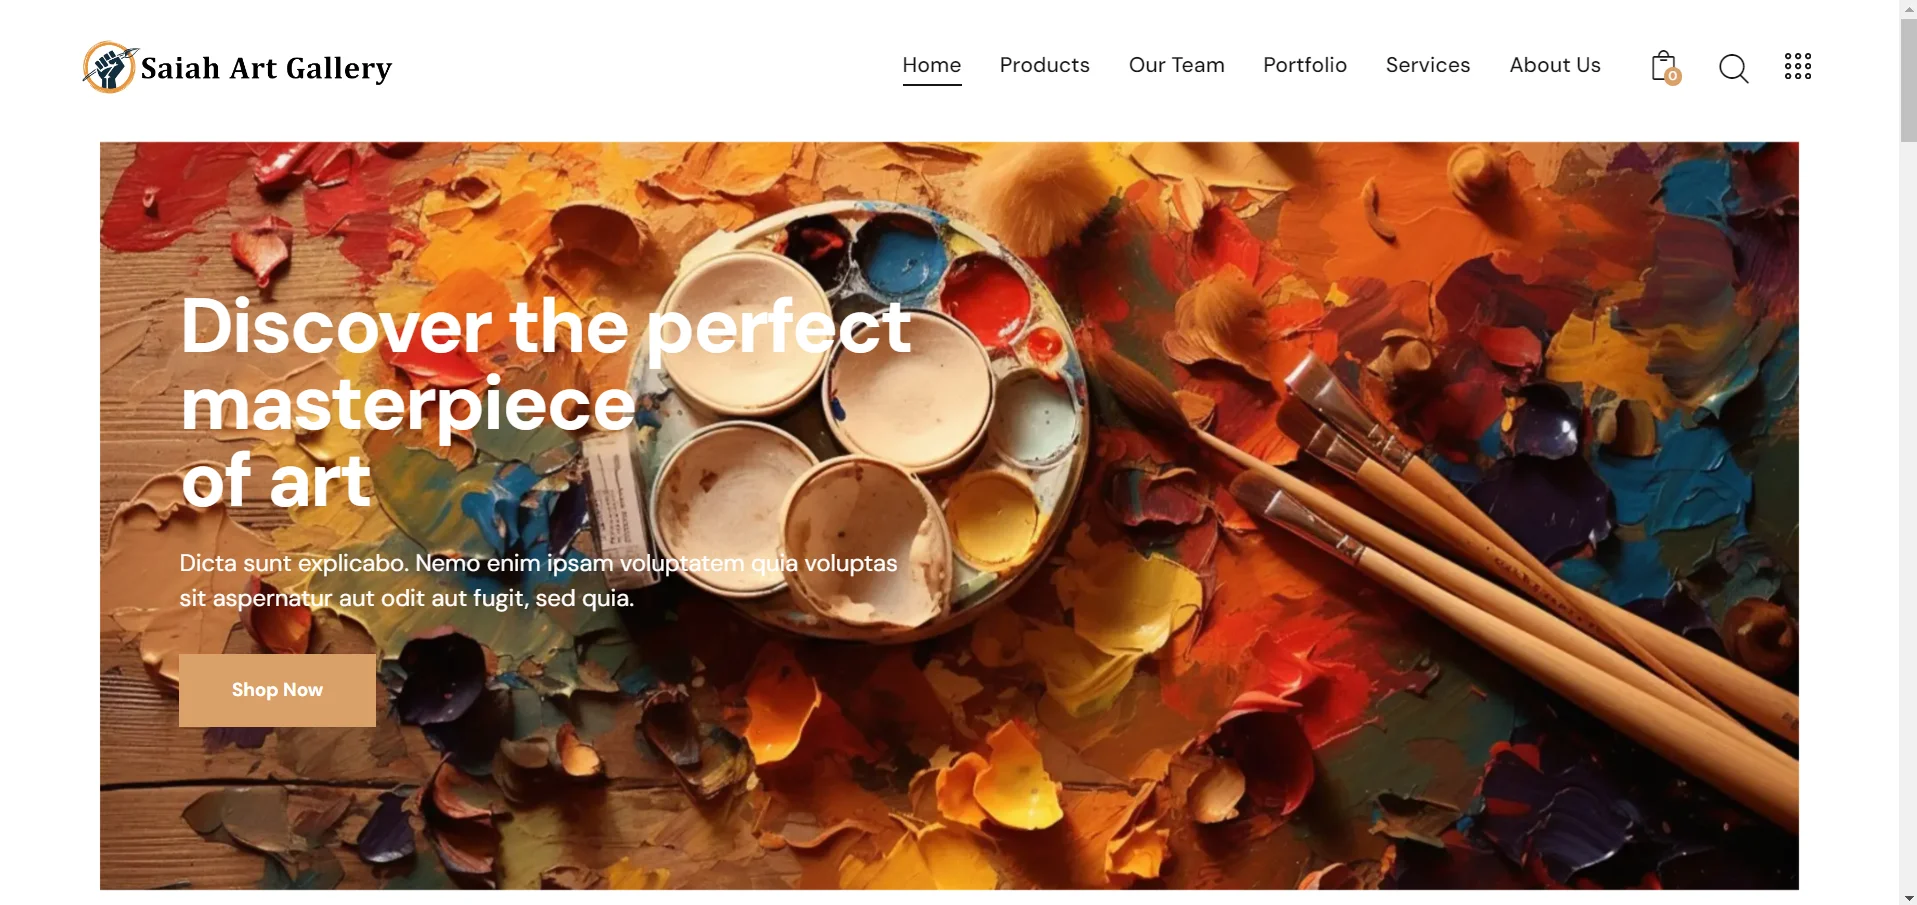 Saiah Art Gallery
Home Products Our Team Portfolio Services About Us 0
Discover the perfect
masterpiece
of art
Dicta sunt explicabo. Nemo enim ipsam voluptatem quia voluptas
sit aspernatur aut odit aut fugit, sed quia.
Shop Now